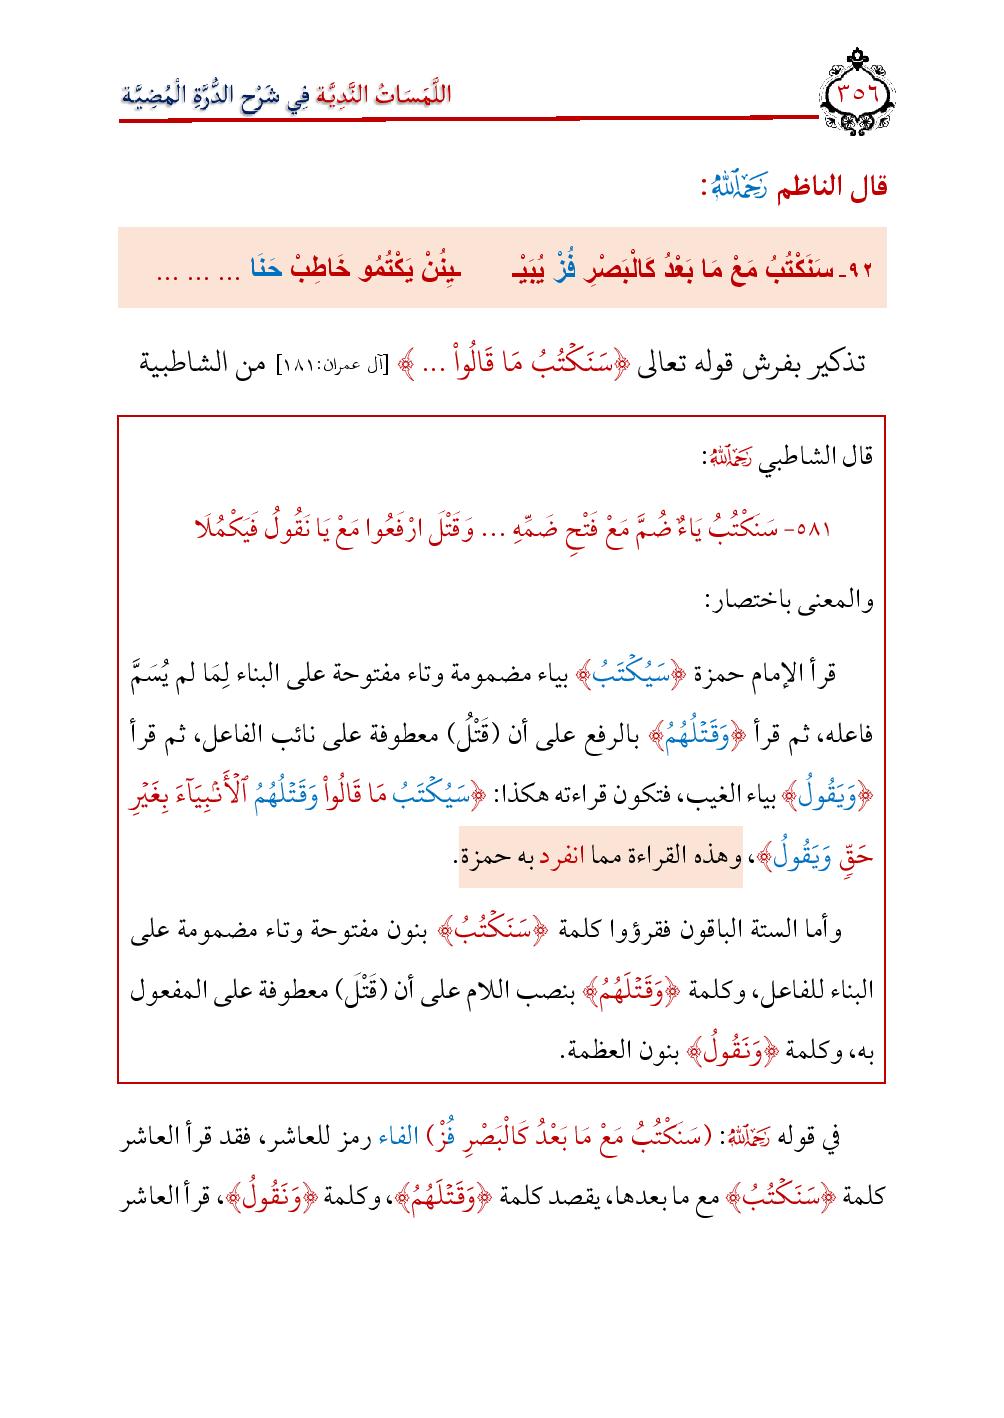 ٣٥٦
اللَّمَسَاتُ النَّدِيَّة فِي شَرْح الدُّرَّةِ الْمُضِيَّة
قال الناظم رَحِمَهُ ٱللَّهُ:
٩٢- سَنَكْتُبُ مَعْ مَا بَعْدُ كَالْبَصْرِ فُزْ يُبَيْـ ـيِنُنْ يَكْتُمُو خَاطِبْ حَنَا ... ... ...
تذكير بفرش قوله تعالى ﴿سَنَكۡتُبُ مَا قَالُواْ ... ﴾ [آل عمران:١٨١] من الشاطبية
قال الشاطبي رَحِمَهُ ٱللَّهُ:
٥٨١- سَنَكْتُبُ يَاءٌ ضُمَّ مَعْ فَتْحِ ضَمِّهِ ... وَقَتْلَ ارْفَعُوا مَعْ يَا نَقُولُ فَيَكْمُلَا
والمعنى باختصار:
قرأ الإمام حمزة ﴿سَيُكۡتَبُ﴾ بياء مضمومة وتاء مفتوحة على البناء لِمَا لم يُسَمَّ
فاعله، ثم قرأ ﴿وَقَتۡلُهُمُ﴾ بالرفع على أن (قَتْلُ) معطوفة على نائب الفاعل، ثم قرأ
﴿وَيَقُولُ﴾ بياء الغيب، فتكون قراءته هكذا: ﴿سَيُكۡتَبُ مَا قَالُواْ وَقَتۡلُهُمُ ٱلۡأَنۢبِيَآءَ بِغَيۡرِ
حَقّٖ وَيَقُولُ﴾، وهذه القراءة مما انفرد به حمزة.
وأما الستة الباقون فقرؤوا كلمة ﴿سَنَكۡتُبُ﴾ بنون مفتوحة وتاء مضمومة على
البناء للفاعل، وكلمة ﴿وَقَتۡلَهُمُ﴾ بنصب اللام على أن (قَتْلَ) معطوفة على المفعول
به، وكلمة ﴿وَنَقُولُ﴾ بنون العظمة.
في قوله رَحِمَهُ ٱللَّهُ: (سَنَكْتُبُ مَعْ مَا بَعْدُ كَالْبَصْرِ فُزْ) الفاء رمز للعاشر، فقد قرأ العاشر
كلمة ﴿سَنَكۡتُبُ﴾ مع ما بعدها، يقصد كلمة ﴿وَقَتۡلَهُمُ﴾، وكلمة ﴿وَنَقُولُ﴾، قرأ العاشر